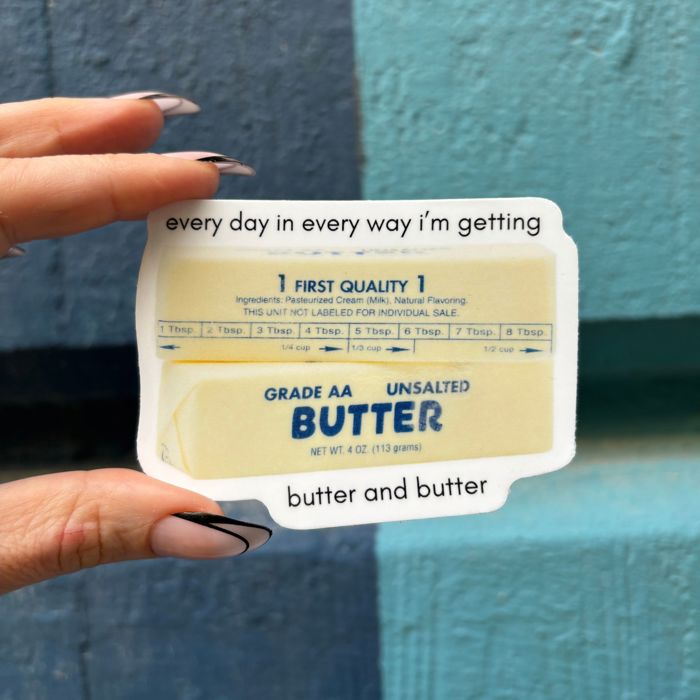 every day in every way i'm getting
1 FIRST QUALITY 1
Ingredients: Pasteurized Cream (Milk), Natural Flavoring.
THIS UNIT NOT LABELED FOR INDIVIDUAL SALE.
1 Tbsp. 2 Tbsp. 3 Tbsp. 4 Tbsp. 5 Tbsp. 6 Tbsp. 7 Tbsp. 8 Tbsp.
1/4 cup 1/3 cup 1/2 cup
GRADE AA UNSALTED
BUTTER
NET WT. 4 OZ. (113 grams)
butter and butter